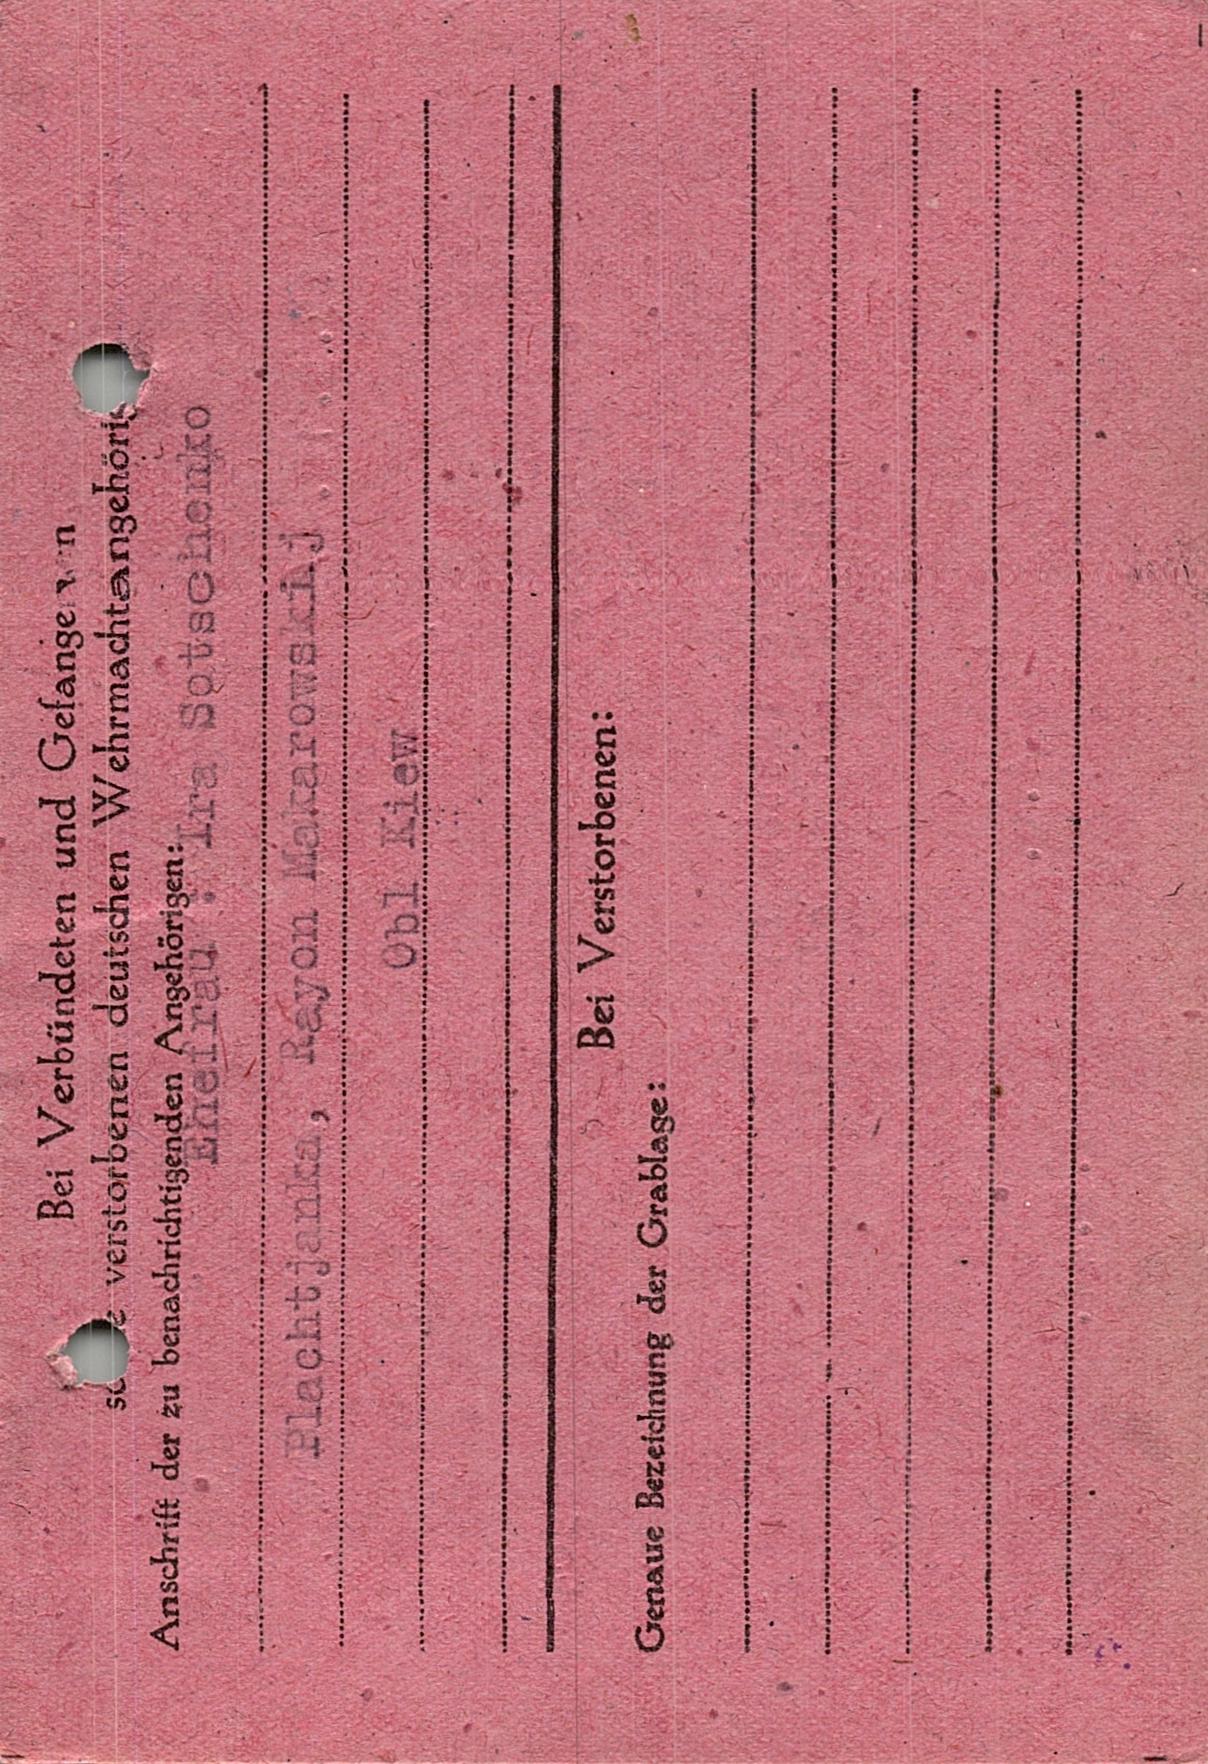 Bei Verbündeten und Gefangenen
sowie verstorbenen deutschen Wehrmachtangehörig
Anschrift der zu benachrichtigenden Angehörigen:
Ehefrau : Ira Sotschenko
Plachtjanka, Rayon Makarowskij
Obl Kiew
Bei Verstorbenen:
Genaue Bezeichnung der Grablage: